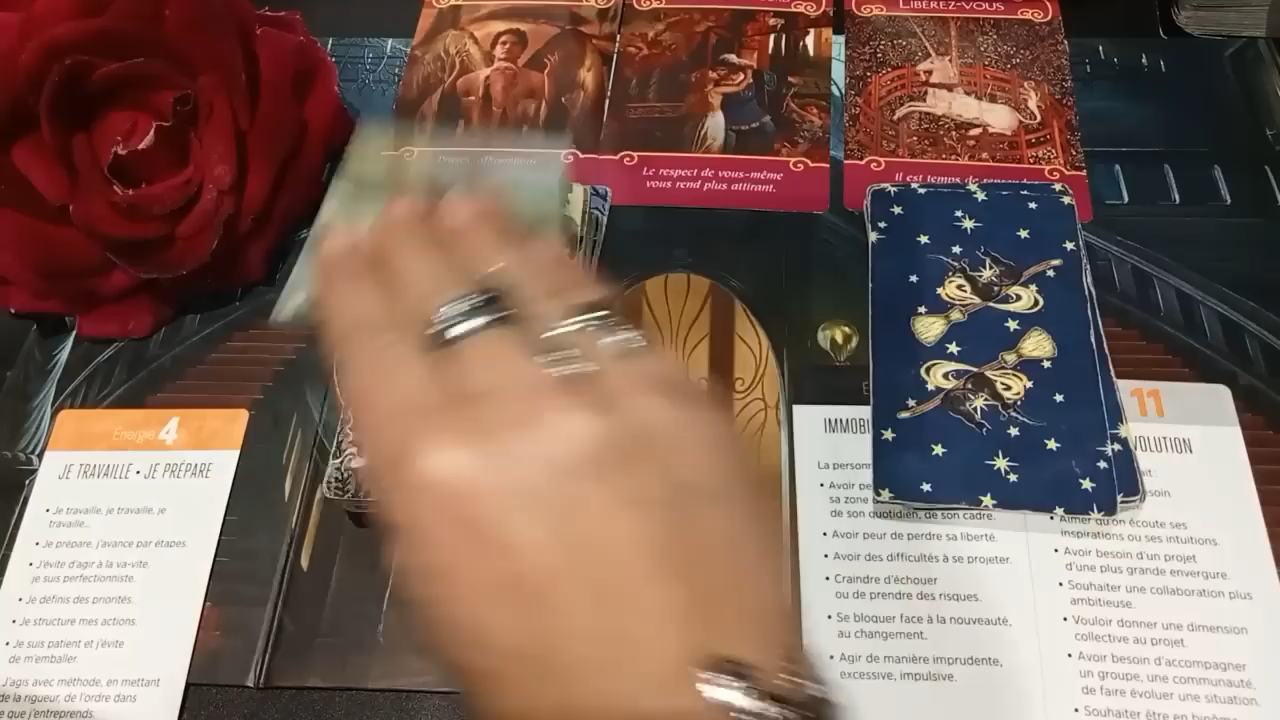 LIBÉREZ-VOUS
Le respect de vous-même
vous rend plus attirant.
Il est temps de
Énergie 4
JE TRAVAILLE • JE PRÉPARE
• Je travaille, je travaille, je
travaille...
• Je prépare, j'avance par étapes.
• J'évite d'agir à la va-vite,
je suis perfectionniste.
• Je définis des priorités.
• Je structure mes actions.
• Je suis patient et j'évite
de m'emballer.
J'agis avec méthode, en mettant
de la rigueur, de l'ordre dans
ce que j'entreprends.
IMMOBI
La personn
• Avoir pe
sa zone
de son quotidien, de son cadre.
• Avoir peur de perdre sa liberté.
• Avoir des difficultés à se projeter.
• Craindre d'échouer
ou de prendre des risques.
• Se bloquer face à la nouveauté,
au changement.
• Agir de manière imprudente,
excessive, impulsive.
11
VOLUTION
ait :
esoin
Aimer qu'on écoute ses
inspirations ou ses intuitions.
• Avoir besoin d'un projet
d'une plus grande envergure.
• Souhaiter une collaboration plus
ambitieuse.
• Vouloir donner une dimension
collective au projet.
• Avoir besoin d'accompagner
un groupe, une communauté,
de faire évoluer une situation.
• Souhaiter être en